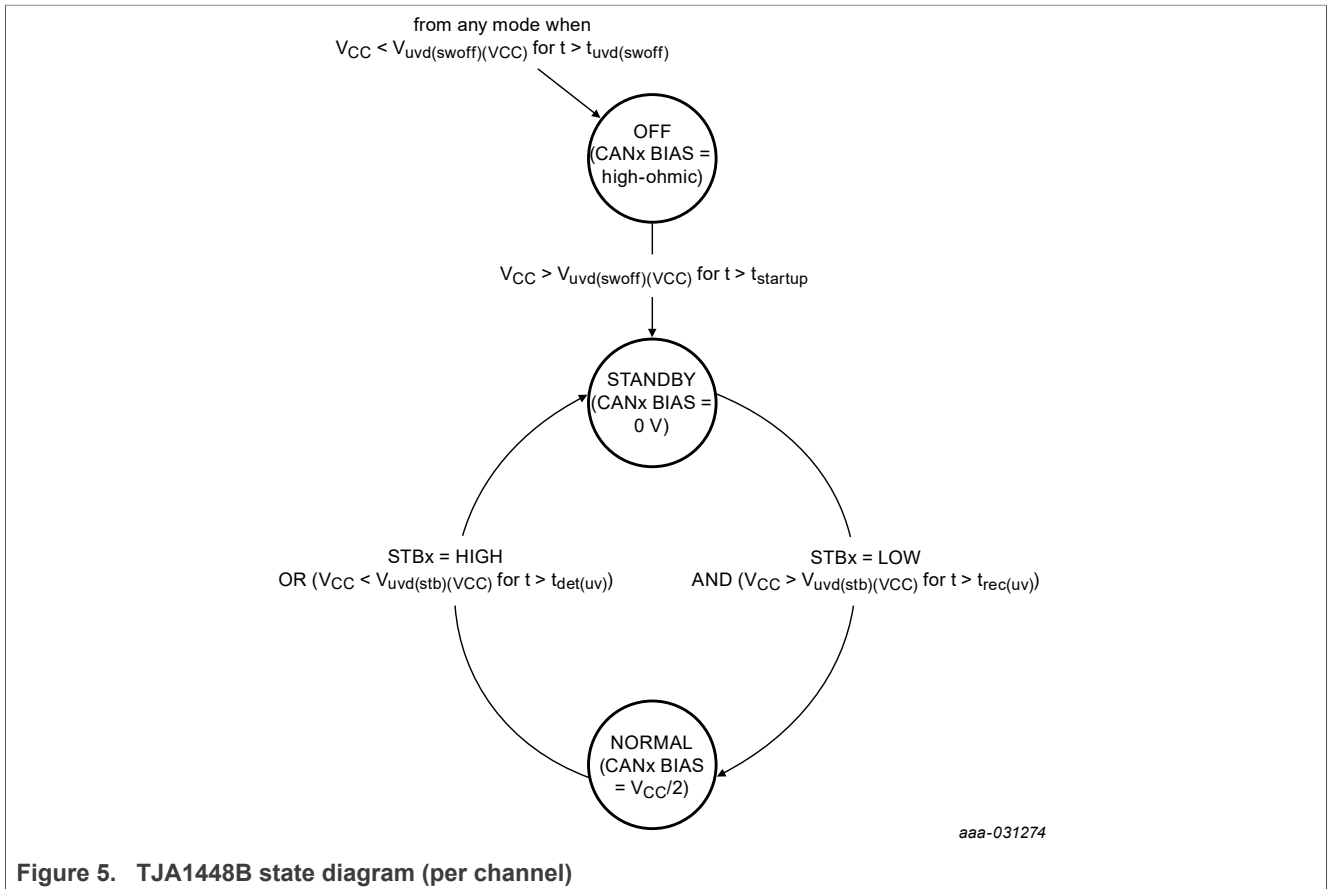 from any mode when
VCC < Vuvd(swoff)(VCC) for t > tuvd(swoff)
OFF
(CANx BIAS =
high-ohmic)
VCC > Vuvd(swoff)(VCC) for t > tstartup
STANDBY
(CANx BIAS =
0 V)
STBx = HIGH
OR (VCC < Vuvd(stb)(VCC) for t > tdet(uv))
STBx = LOW
AND (VCC > Vuvd(stb)(VCC) for t > trec(uv))
NORMAL
(CANx BIAS
= VCC/2)
aaa-031274
Figure 5. TJA1448B state diagram (per channel)